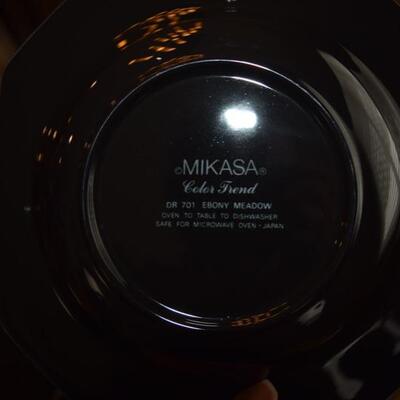 ©MIKASA®
Color Trend
DR 701 EBONY MEADOW
OVEN TO TABLE TO DISHWASHER
SAFE FOR MICROWAVE OVEN-JAPAN